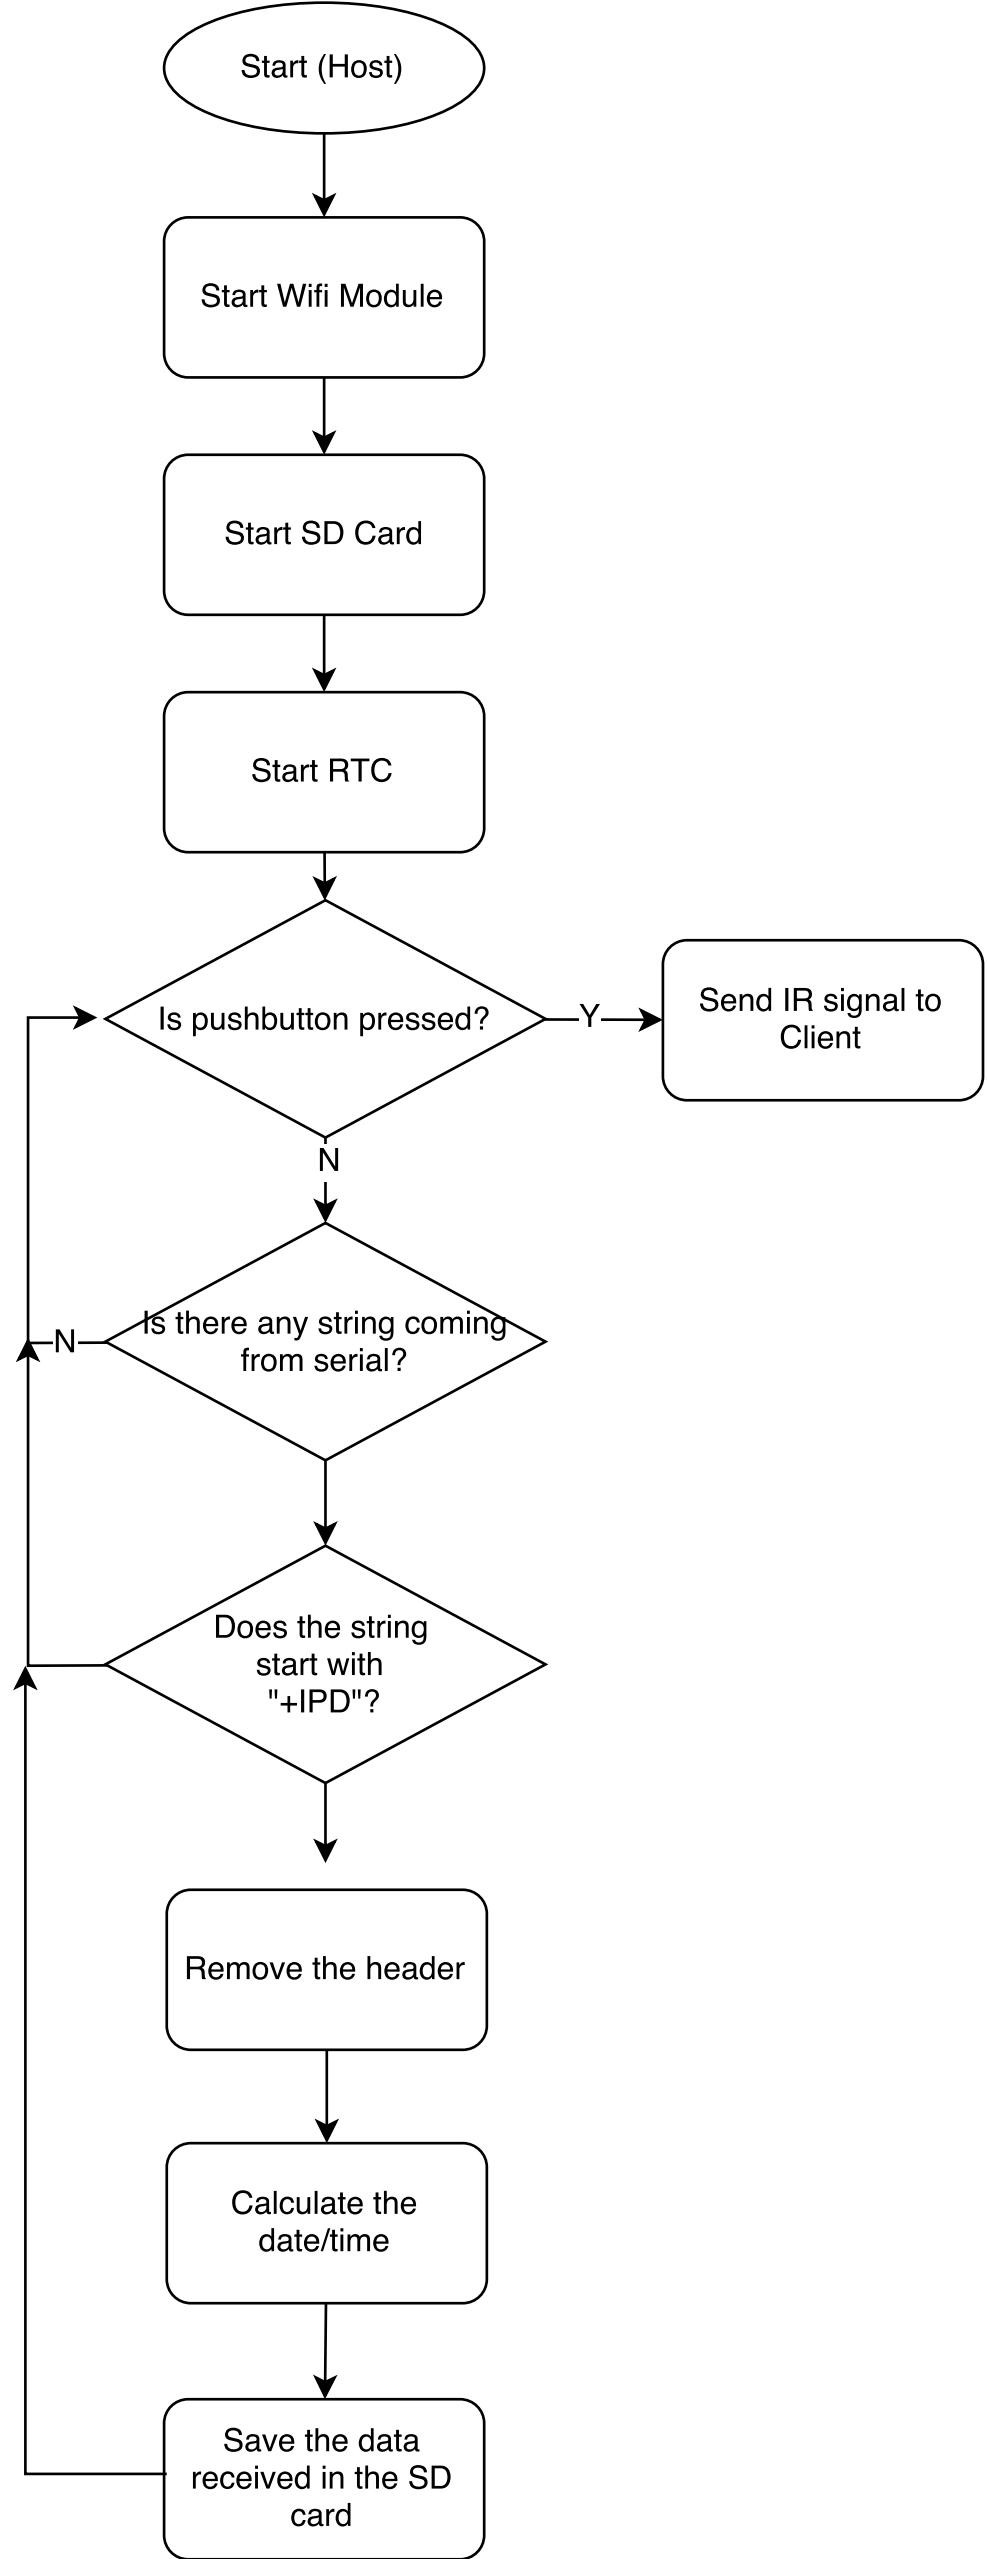 Start (Host)
Start Wifi Module
Start SD Card
Start RTC
Is pushbutton pressed?
Y
Send IR signal to
Client
N
Is there any string coming
from serial?
N
Does the string
start with
"+IPD"?
Remove the header
Calculate the
date/time
Save the data
received in the SD
card